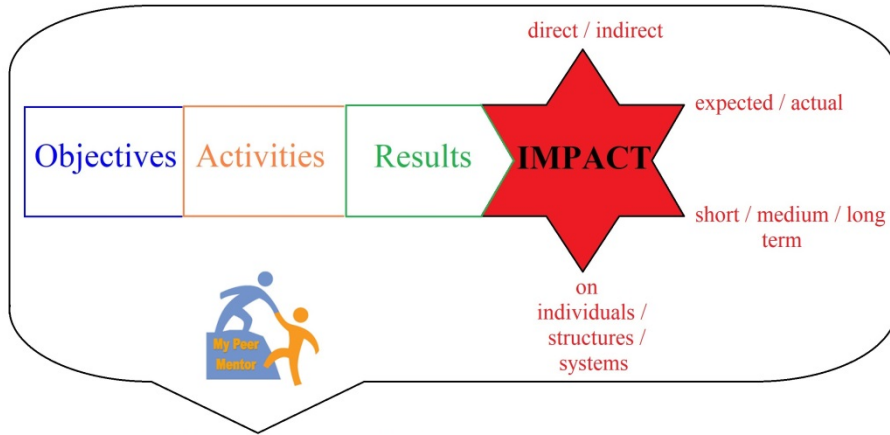 direct / indirect
expected / actual
Objectives
Activities
Results
IMPACT
short / medium / long
term
on
individuals /
structures /
systems
My Peer
Mentor